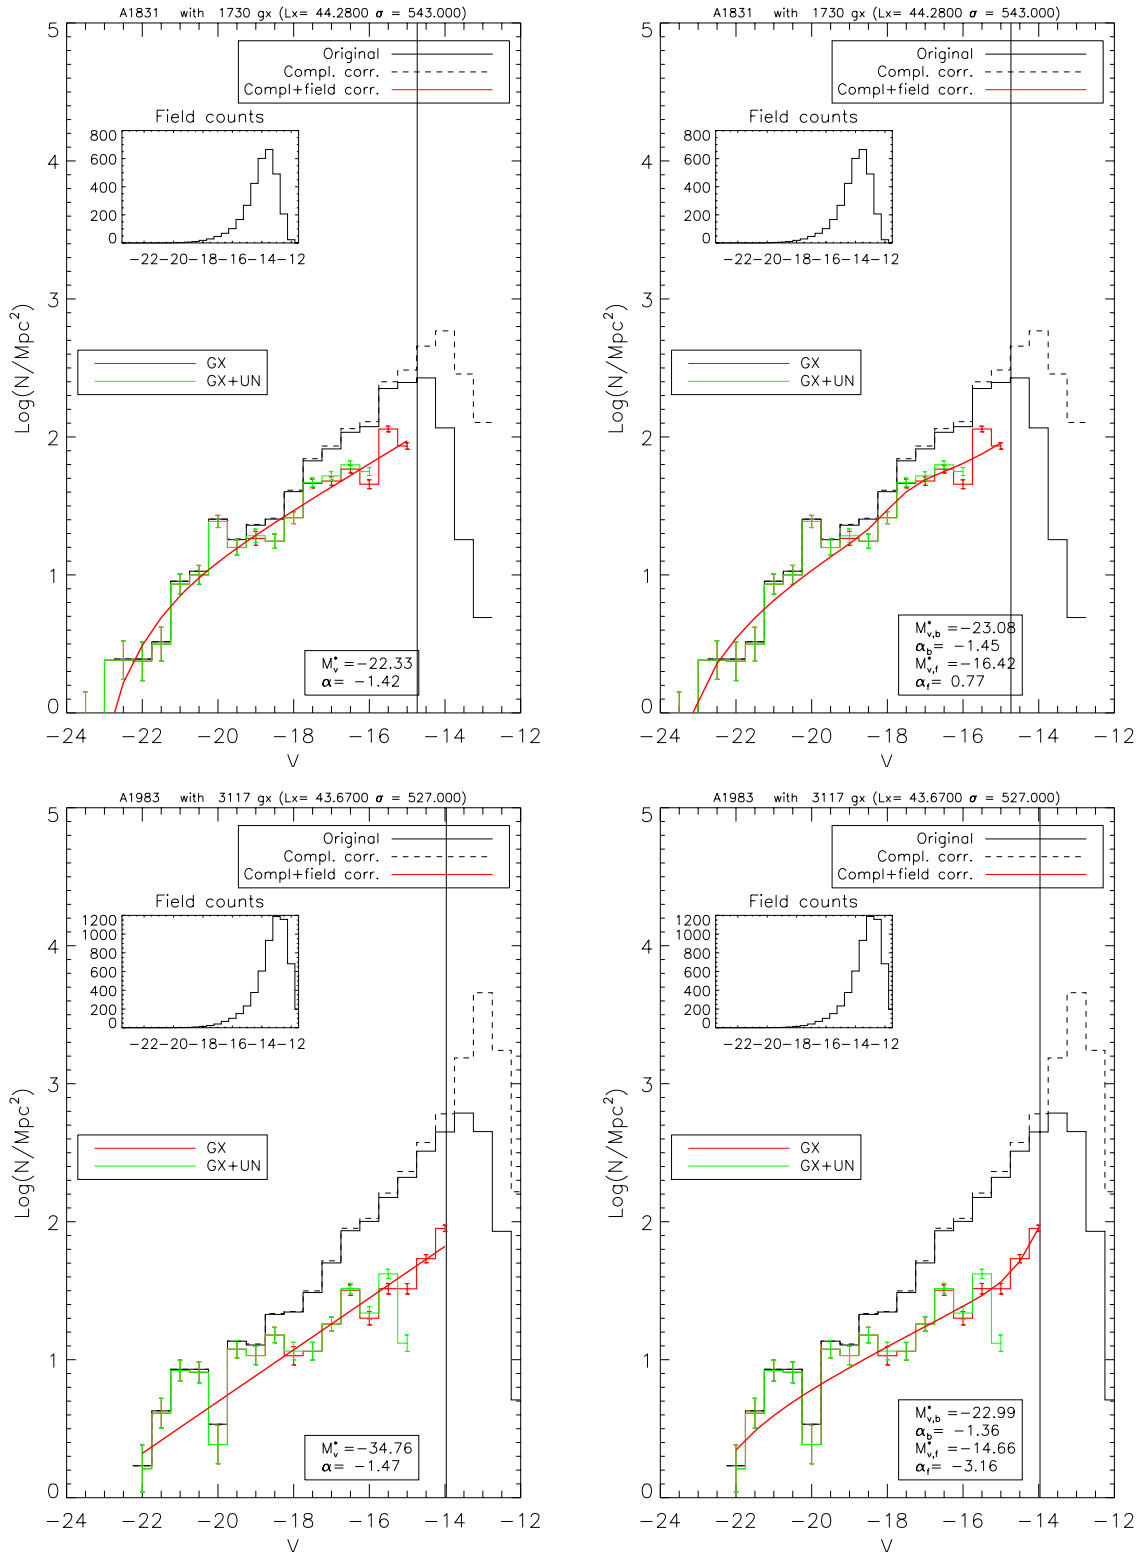 A1831 with 1730 gx (Lx= 44.2800 σ = 543.000)
Original
Compl. corr.
Compl+field corr.
Field counts
800
600
400
200
0
-22-20-18-16-14-12
GX
GX+UN
M*v =-22.33
α= -1.42
Log(N/Mpc²)
5
4
3
2
1
0
-24 -22 -20 -18 -16 -14 -12
V
A1831 with 1730 gx (Lx= 44.2800 σ = 543.000)
Original
Compl. corr.
Compl+field corr.
Field counts
800
600
400
200
0
-22-20-18-16-14-12
GX
GX+UN
M*v,b =-23.08
αb= -1.45
M*v,f =-16.42
αf= 0.77
Log(N/Mpc²)
5
4
3
2
1
0
-24 -22 -20 -18 -16 -14 -12
V
A1983 with 3117 gx (Lx= 43.6700 σ = 527.000)
Original
Compl. corr.
Compl+field corr.
Field counts
1200
1000
800
600
400
200
0
-22-20-18-16-14-12
GX
GX+UN
M*v =-34.76
α= -1.47
Log(N/Mpc²)
5
4
3
2
1
0
-24 -22 -20 -18 -16 -14 -12
V
A1983 with 3117 gx (Lx= 43.6700 σ = 527.000)
Original
Compl. corr.
Compl+field corr.
Field counts
1200
1000
800
600
400
200
0
-22-20-18-16-14-12
GX
GX+UN
M*v,b =-22.99
αb= -1.36
M*v,f =-14.66
αf= -3.16
Log(N/Mpc²)
5
4
3
2
1
0
-24 -22 -20 -18 -16 -14 -12
V